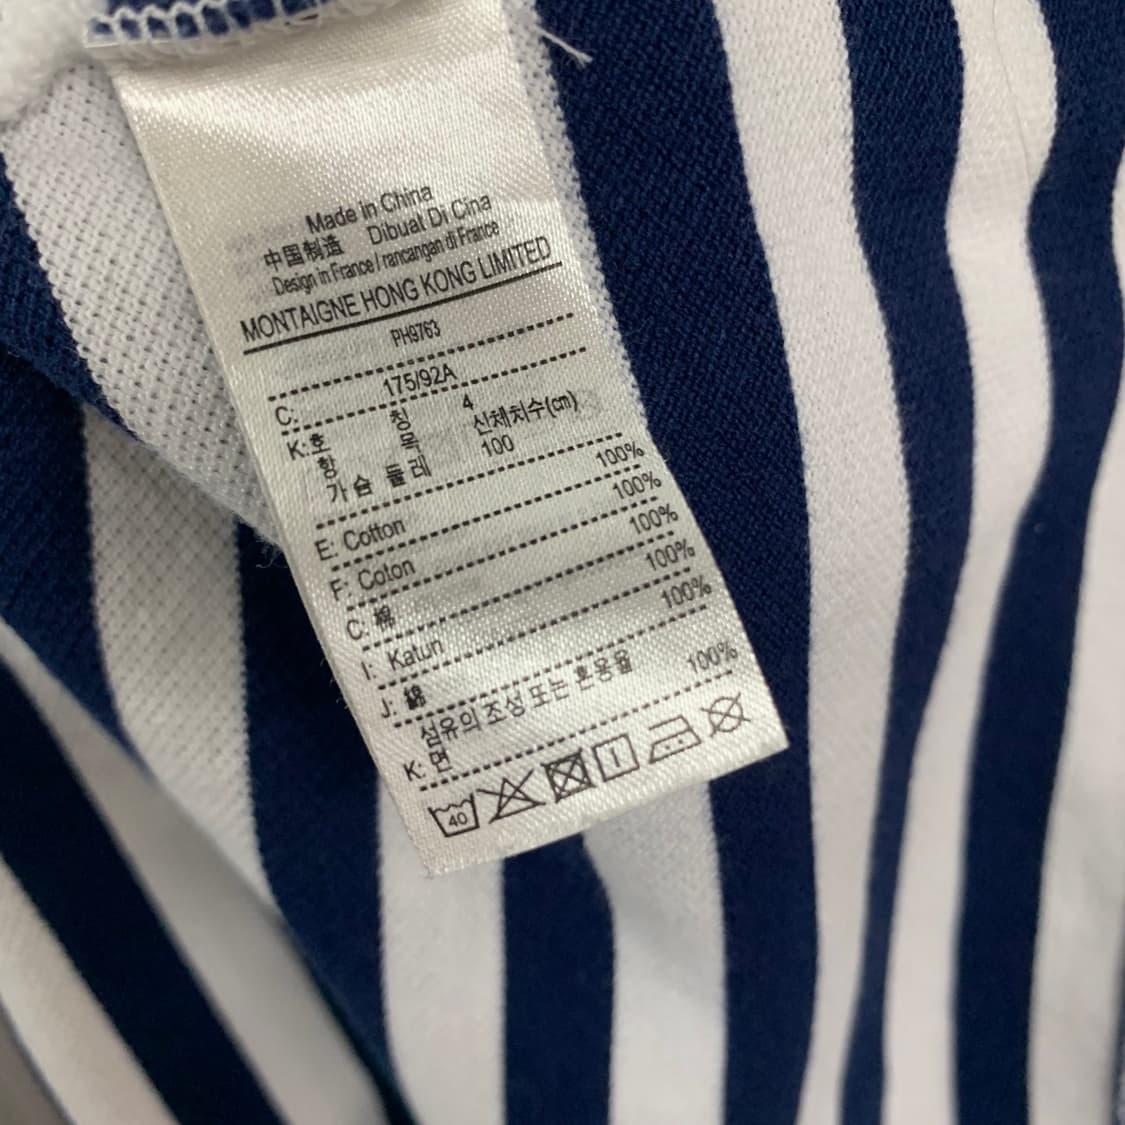 Made in China
中国制造 Dibuat Di Cina
Design in France / rancangan di France
MONTAIGNE HONG KONG LIMITED
PH9763
C: 175/92A
K: 호 칭 4
항 목 신체치수(cm)
가슴 둘레 100
E: Cotton 100%
F: Coton 100%
C: 棉 100%
I: Katun 100%
J: 綿 100%
섬유의 조성 또는 혼용율
K: 면 100%
40